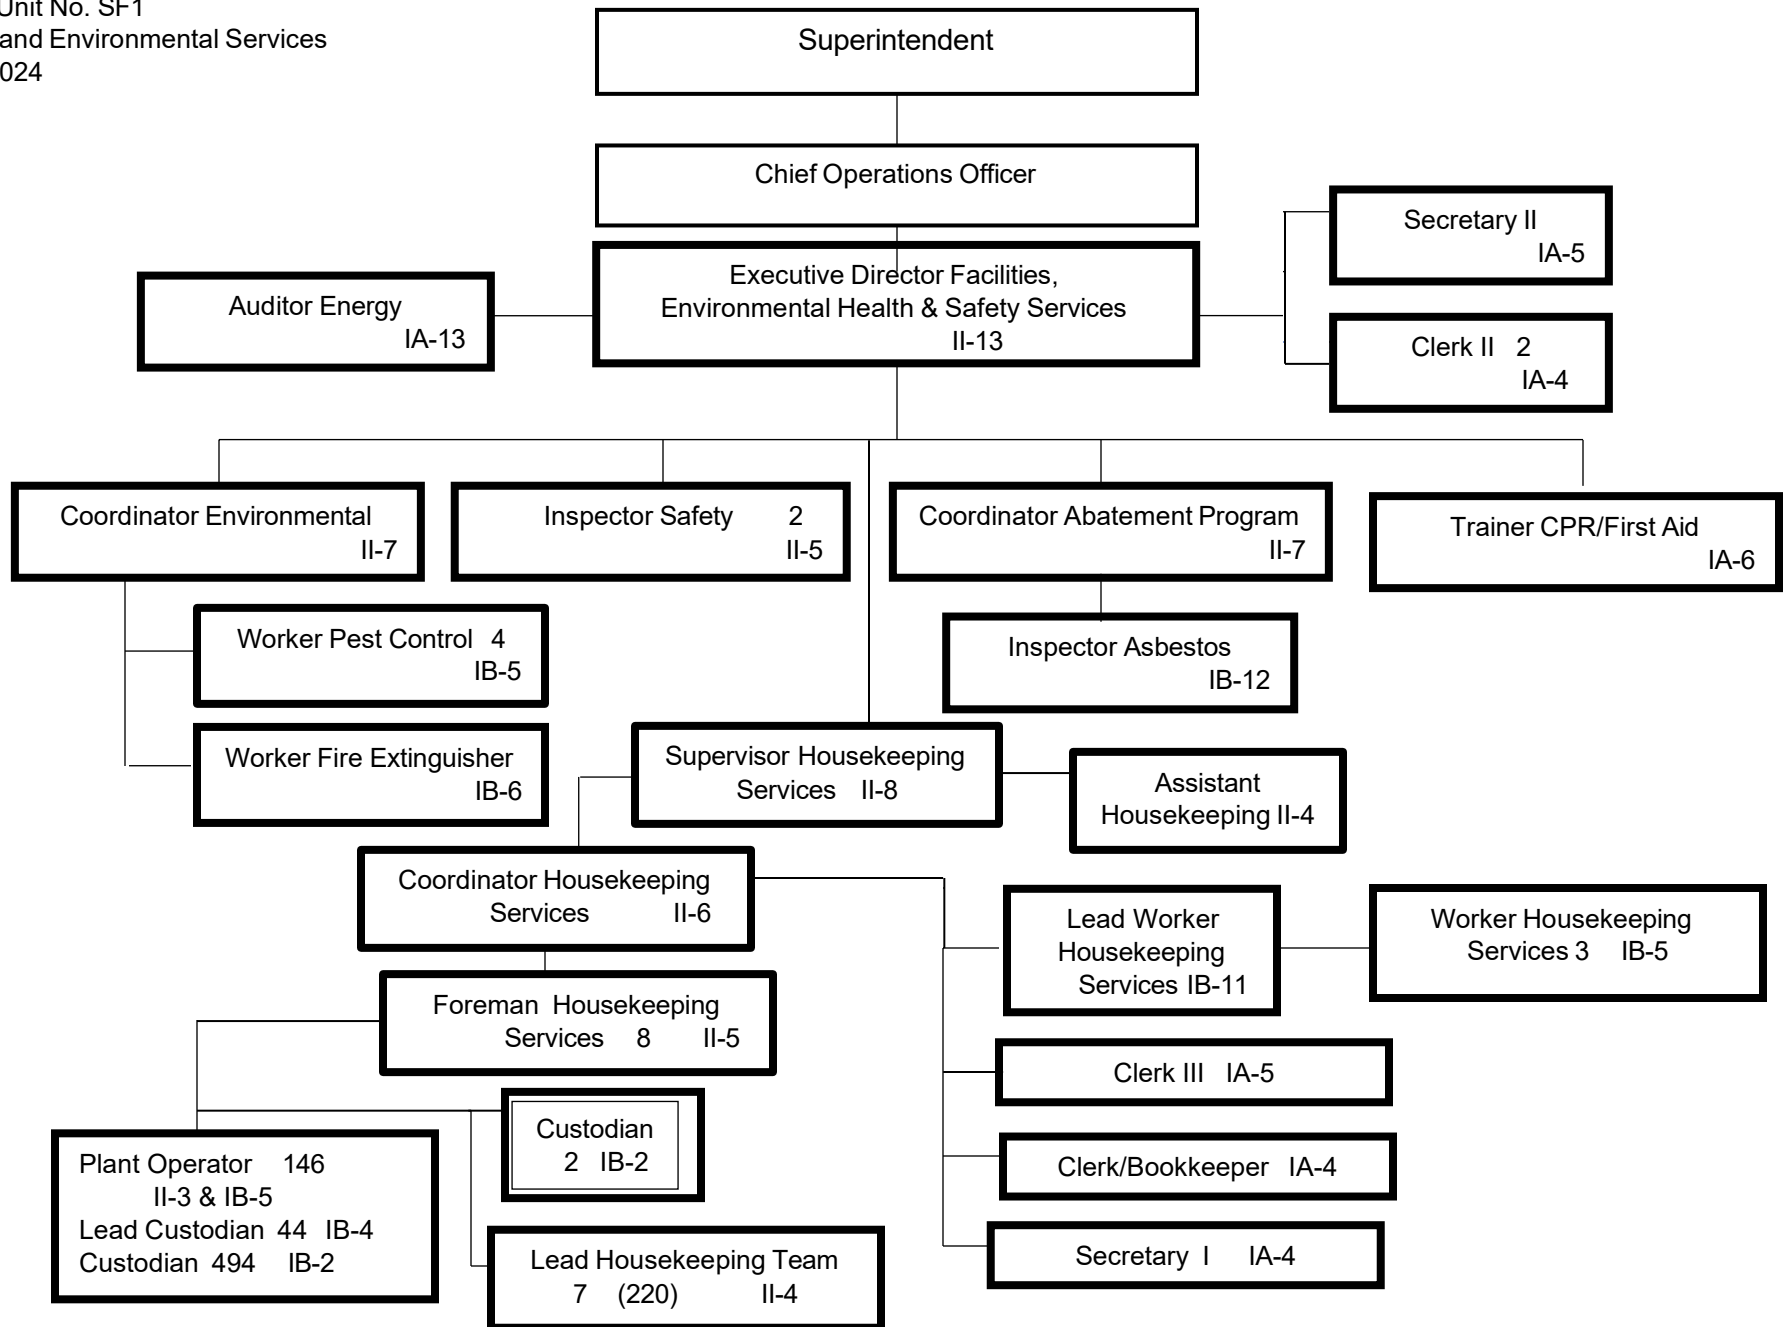 Unit No. SF1
and Environmental Services
024
Superintendent
Chief Operations Officer
Secretary II
IA-5
Executive Director Facilities,
Environmental Health & Safety Services
II-13
Auditor Energy
IA-13
Clerk II 2
IA-4
Coordinator Environmental
II-7
Inspector Safety 2
II-5
Coordinator Abatement Program
II-7
Trainer CPR/First Aid
IA-6
Worker Pest Control 4
IB-5
Inspector Asbestos
IB-12
Worker Fire Extinguisher
IB-6
Supervisor Housekeeping
Services II-8
Assistant
Housekeeping II-4
Coordinator Housekeeping
Services II-6
Lead Worker
Housekeeping
Services IB-11
Worker Housekeeping
Services 3 IB-5
Foreman Housekeeping
Services 8 II-5
Clerk III IA-5
Custodian
2 IB-2
Clerk/Bookkeeper IA-4
Plant Operator 146
II-3 & IB-5
Lead Custodian 44 IB-4
Custodian 494 IB-2
Lead Housekeeping Team
7 (220) II-4
Secretary I IA-4